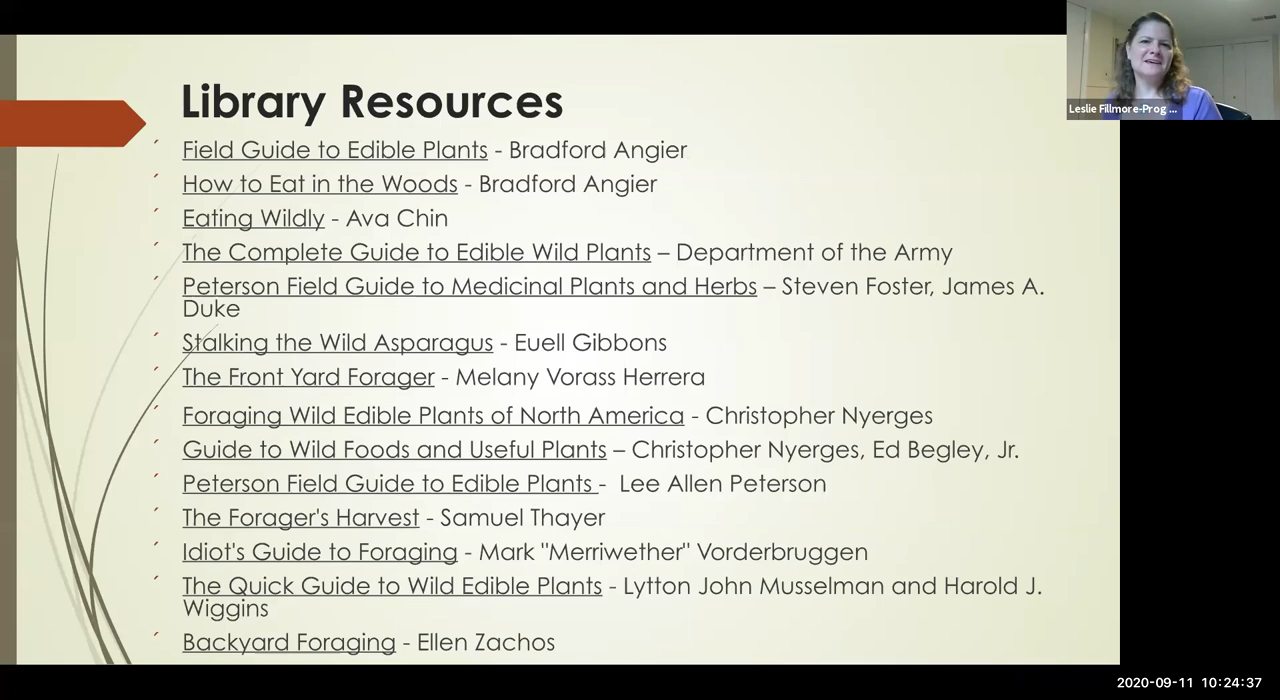 Library Resources
Field Guide to Edible Plants - Bradford Angier
How to Eat in the Woods - Bradford Angier
Eating Wildly - Ava Chin
The Complete Guide to Edible Wild Plants – Department of the Army
Peterson Field Guide to Medicinal Plants and Herbs – Steven Foster, James A.
Duke
Stalking the Wild Asparagus - Euell Gibbons
The Front Yard Forager - Melany Vorass Herrera
Foraging Wild Edible Plants of North America - Christopher Nyerges
Guide to Wild Foods and Useful Plants – Christopher Nyerges, Ed Begley, Jr.
Peterson Field Guide to Edible Plants - Lee Allen Peterson
The Forager's Harvest - Samuel Thayer
Idiot's Guide to Foraging - Mark "Merriwether" Vorderbruggen
The Quick Guide to Wild Edible Plants - Lytton John Musselman and Harold J.
Wiggins
Backyard Foraging - Ellen Zachos
Leslie Fillmore-Prog ...
2020-09-11 10:24:37